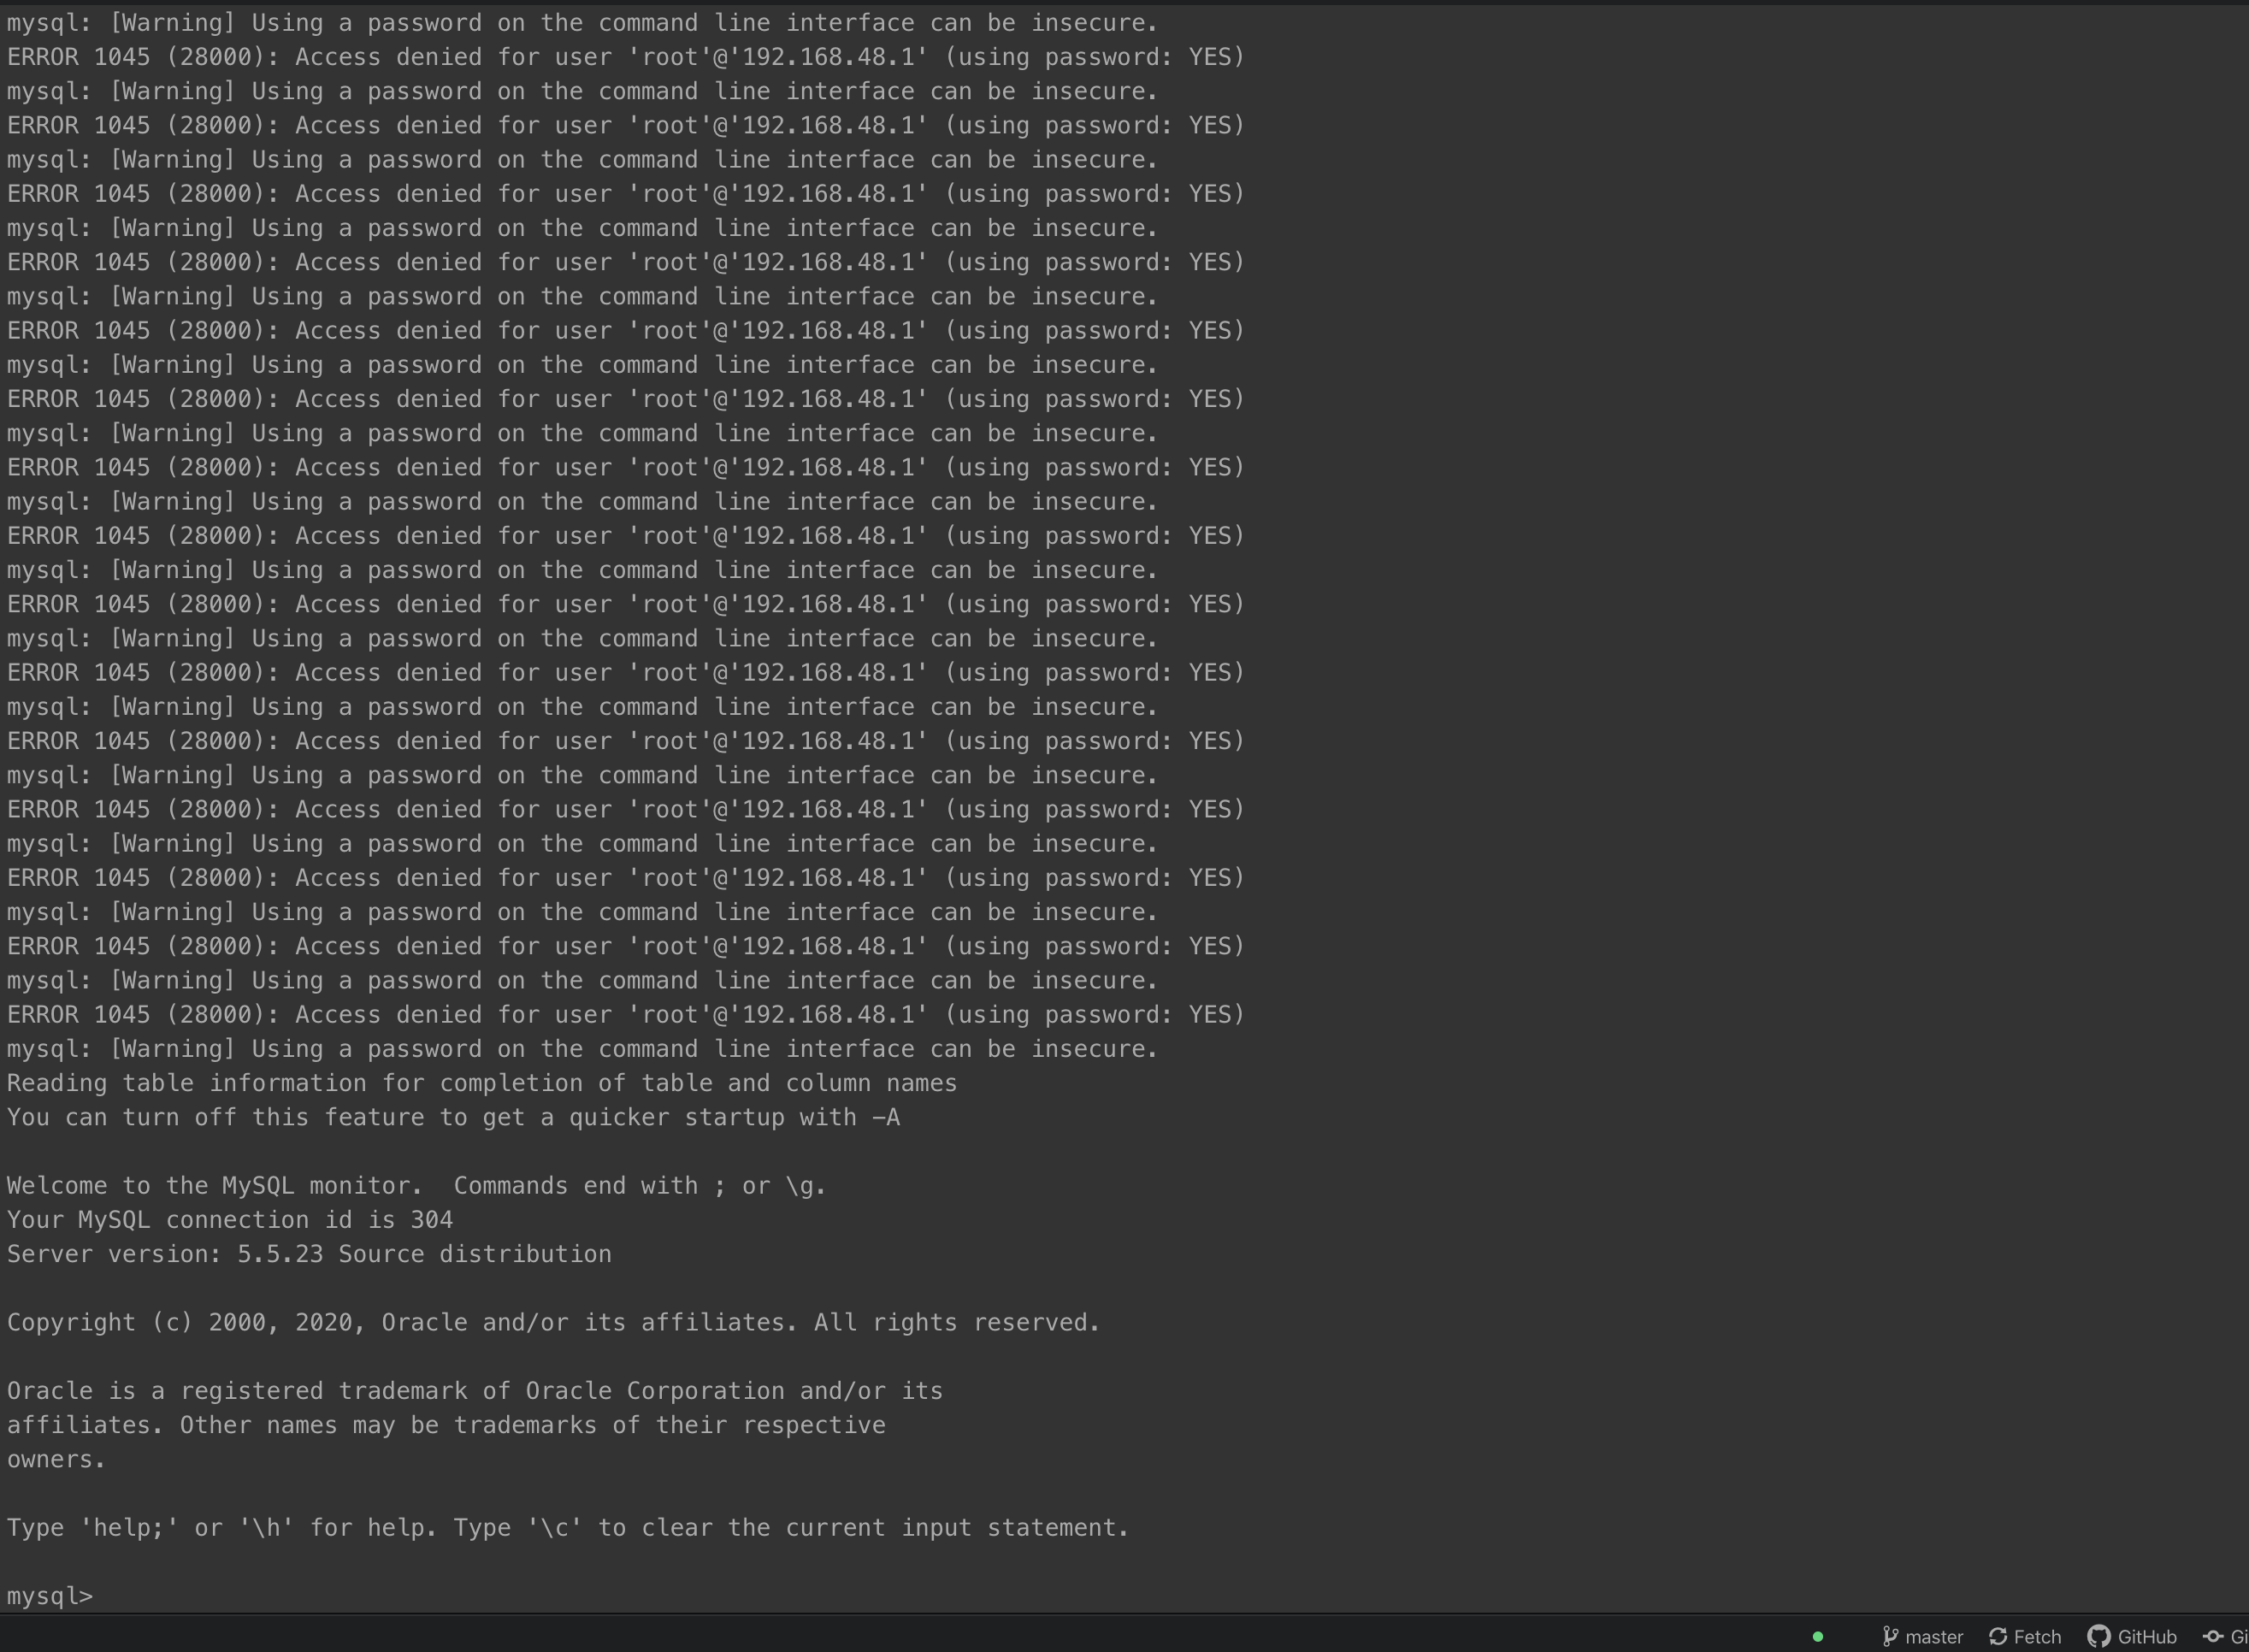 mysql: [Warning] Using a password on the command line interface can be insecure.
ERROR 1045 (28000): Access denied for user 'root'@'192.168.48.1' (using password: YES)
mysql: [Warning] Using a password on the command line interface can be insecure.
ERROR 1045 (28000): Access denied for user 'root'@'192.168.48.1' (using password: YES)
mysql: [Warning] Using a password on the command line interface can be insecure.
ERROR 1045 (28000): Access denied for user 'root'@'192.168.48.1' (using password: YES)
mysql: [Warning] Using a password on the command line interface can be insecure.
ERROR 1045 (28000): Access denied for user 'root'@'192.168.48.1' (using password: YES)
mysql: [Warning] Using a password on the command line interface can be insecure.
ERROR 1045 (28000): Access denied for user 'root'@'192.168.48.1' (using password: YES)
mysql: [Warning] Using a password on the command line interface can be insecure.
ERROR 1045 (28000): Access denied for user 'root'@'192.168.48.1' (using password: YES)
mysql: [Warning] Using a password on the command line interface can be insecure.
ERROR 1045 (28000): Access denied for user 'root'@'192.168.48.1' (using password: YES)
mysql: [Warning] Using a password on the command line interface can be insecure.
ERROR 1045 (28000): Access denied for user 'root'@'192.168.48.1' (using password: YES)
mysql: [Warning] Using a password on the command line interface can be insecure.
ERROR 1045 (28000): Access denied for user 'root'@'192.168.48.1' (using password: YES)
mysql: [Warning] Using a password on the command line interface can be insecure.
ERROR 1045 (28000): Access denied for user 'root'@'192.168.48.1' (using password: YES)
mysql: [Warning] Using a password on the command line interface can be insecure.
ERROR 1045 (28000): Access denied for user 'root'@'192.168.48.1' (using password: YES)
mysql: [Warning] Using a password on the command line interface can be insecure.
ERROR 1045 (28000): Access denied for user 'root'@'192.168.48.1' (using password: YES)
mysql: [Warning] Using a password on the command line interface can be insecure.
ERROR 1045 (28000): Access denied for user 'root'@'192.168.48.1' (using password: YES)
mysql: [Warning] Using a password on the command line interface can be insecure.
ERROR 1045 (28000): Access denied for user 'root'@'192.168.48.1' (using password: YES)
mysql: [Warning] Using a password on the command line interface can be insecure.
ERROR 1045 (28000): Access denied for user 'root'@'192.168.48.1' (using password: YES)
mysql: [Warning] Using a password on the command line interface can be insecure.
Reading table information for completion of table and column names
You can turn off this feature to get a quicker startup with -A

Welcome to the MySQL monitor.  Commands end with ; or \g.
Your MySQL connection id is 304
Server version: 5.5.23 Source distribution

Copyright (c) 2000, 2020, Oracle and/or its affiliates. All rights reserved.

Oracle is a registered trademark of Oracle Corporation and/or its
affiliates. Other names may be trademarks of their respective
owners.

Type 'help;' or '\h' for help. Type '\c' to clear the current input statement.

mysql>
master Fetch GitHub Gi